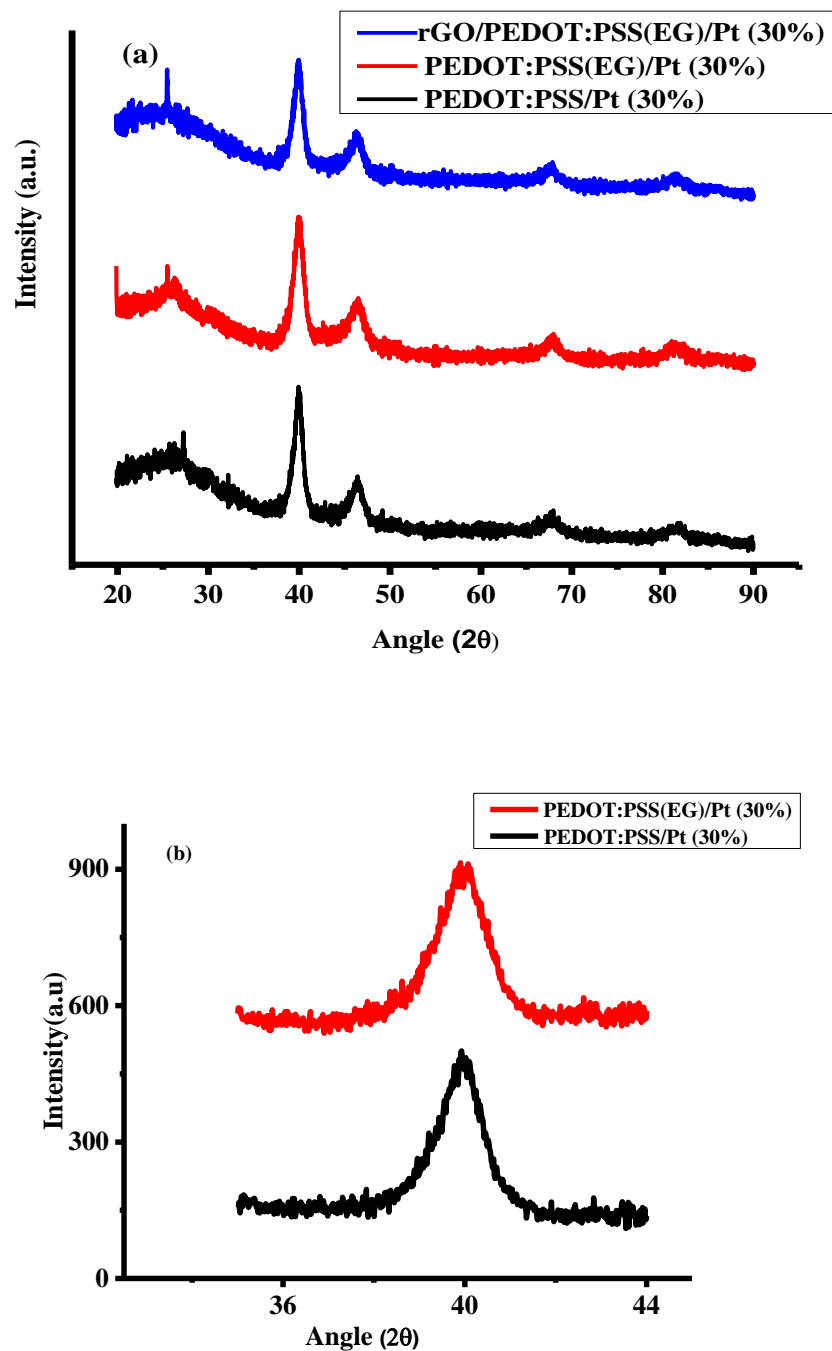 (a)
rGO/PEDOT:PSS(EG)/Pt (30%)
PEDOT:PSS(EG)/Pt (30%)
PEDOT:PSS/Pt (30%)
Intensity (a.u.)
20 30 40 50 60 70 80 90
Angle (2θ)
(b)
PEDOT:PSS(EG)/Pt (30%)
PEDOT:PSS/Pt (30%)
900
600
300
0
Intensity(a.u)
36 40 44
Angle (2θ)